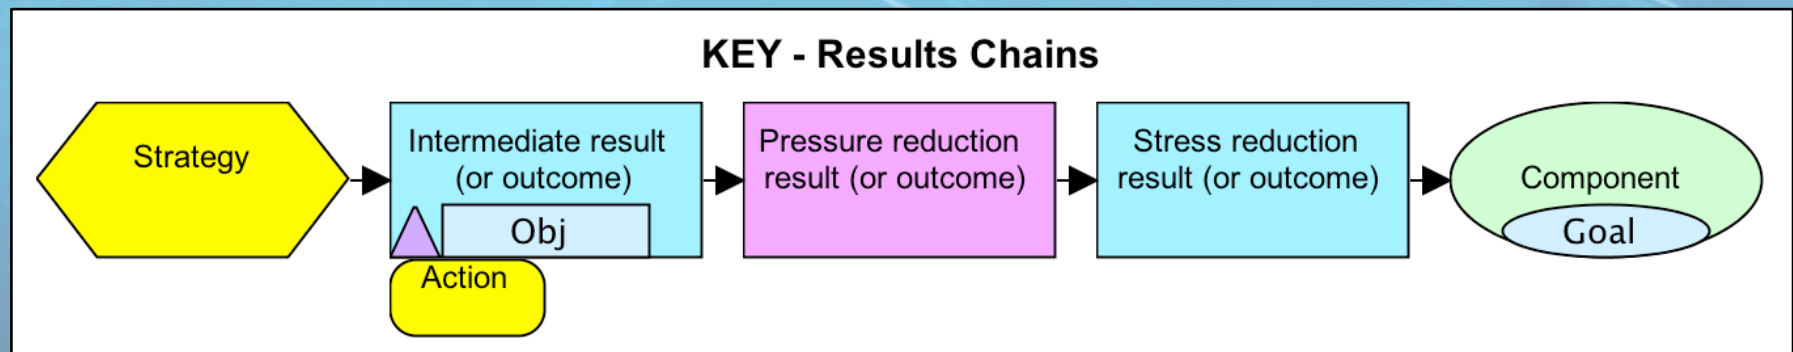 KEY - Results Chains
Strategy
Intermediate result
(or outcome)
Obj
Action
Pressure reduction
result (or outcome)
Stress reduction
result (or outcome)
Component
Goal